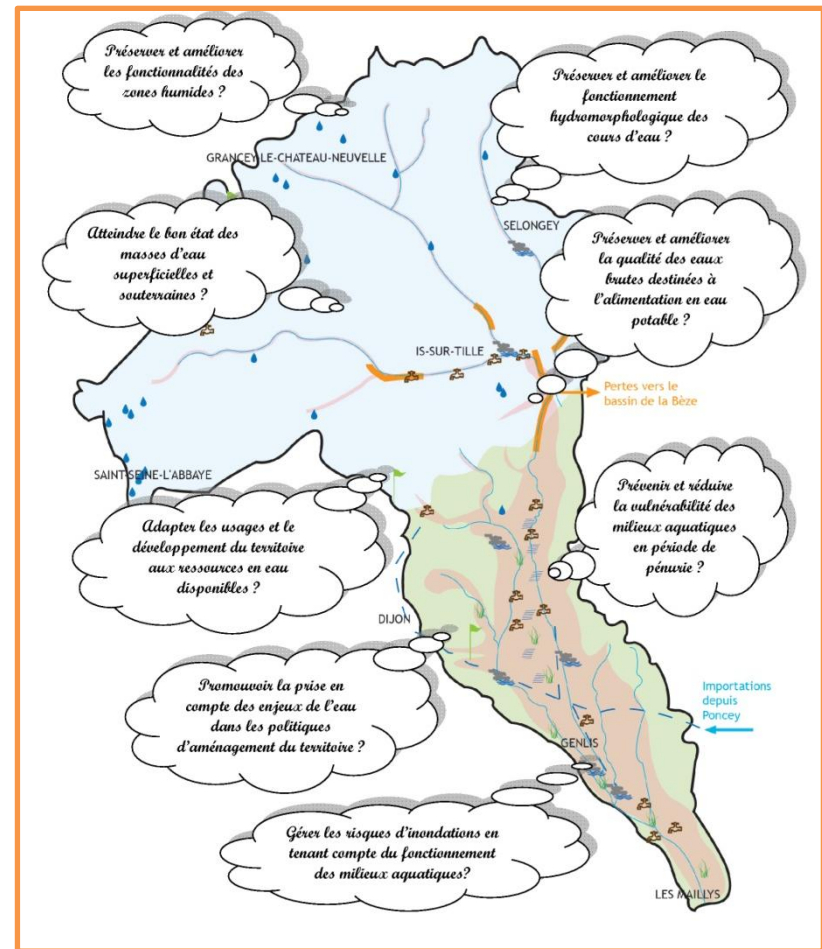 Préserver et améliorer
les fonctionnalités des
zones humides ?
Préserver et améliorer le
fonctionnement
hydromorphologique des
cours d'eau ?
GRANCEY-LE-CHATEAU-NEUVELLE
SELONGEY
Atteindre le bon état des
masses d'eau
superficielles et
souterraines ?
Préserver et améliorer
la qualité des eaux
brutes destinées à
l'alimentation en eau
potable ?
IS-SUR-TILLE
Pertes vers le
bassin de la Bèze
SAINT-SEINE-L'ABBAYE
Prévenir et réduire
la vulnérabilité des
milieux aquatiques
en période de
pénurie ?
Adapter les usages et le
développement du territoire
aux ressources en eau
disponibles ?
DIJON
Promouvoir la prise en
compte des enjeux de l'eau
dans les politiques
d'aménagement du territoire ?
Importations
depuis
Poncey
GENLIS
Gérer les risques d'inondations en
tenant compte du fonctionnement
des milieux aquatiques?
LES MAILLYS